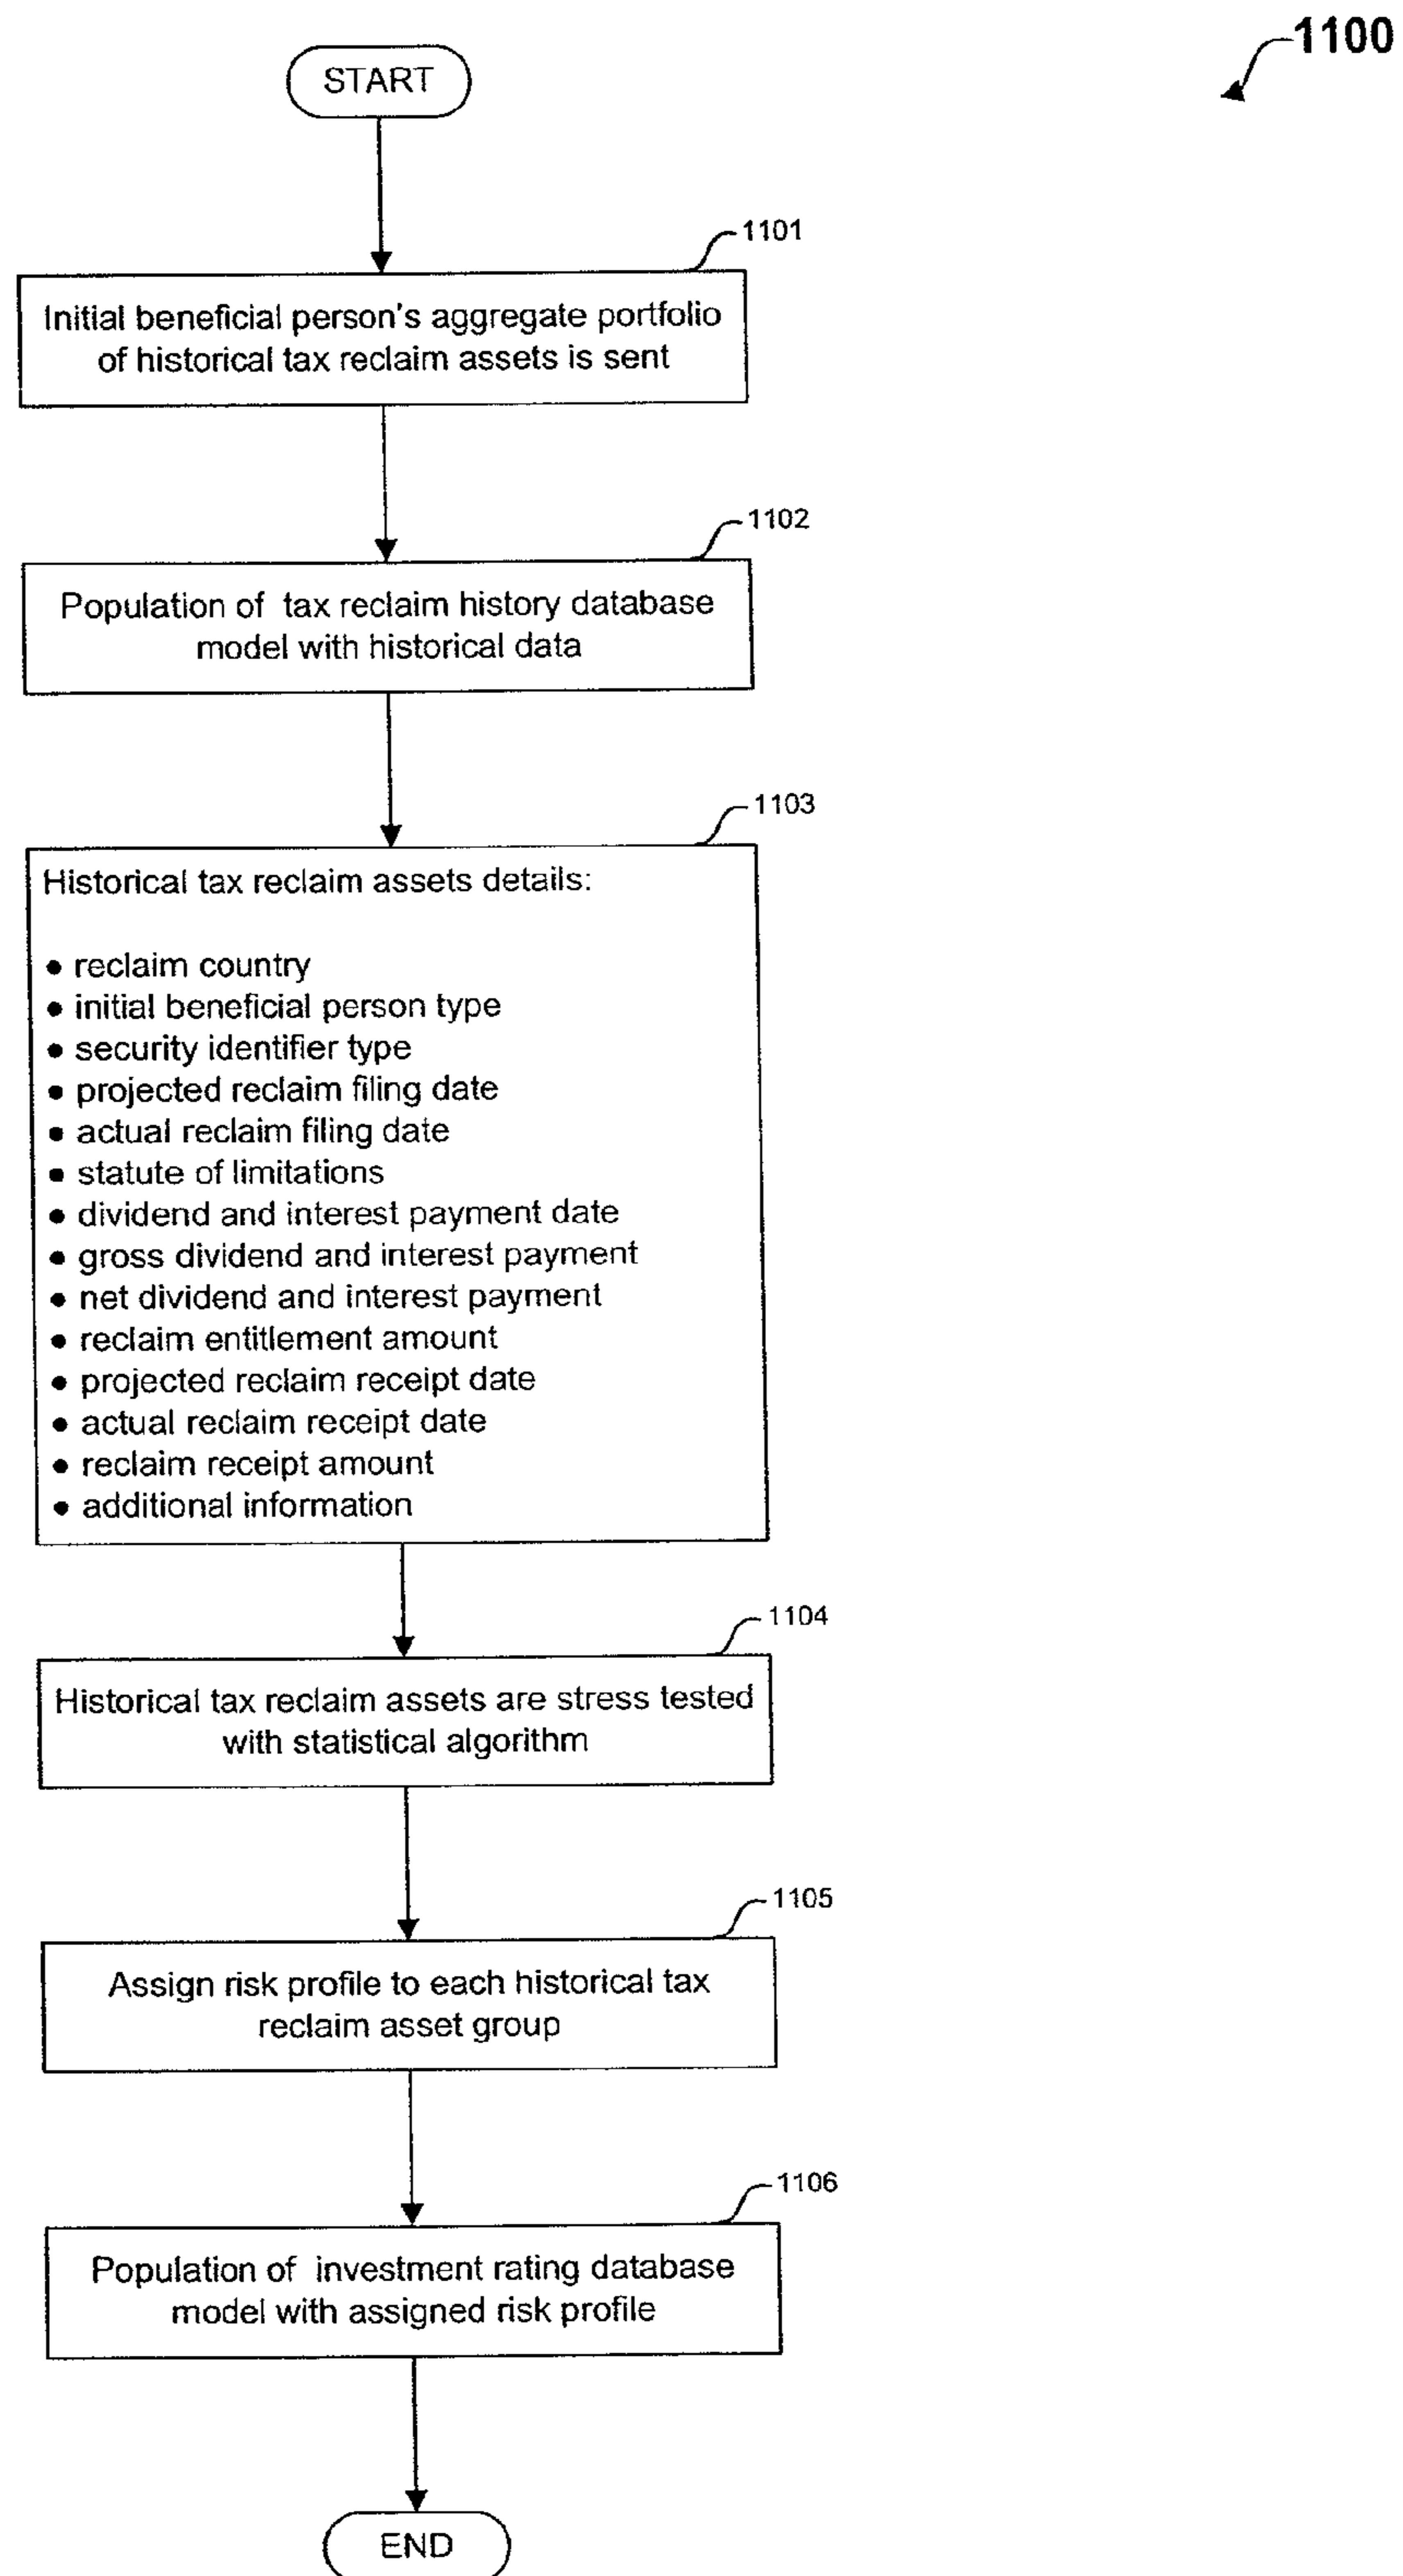 1100
START
1101
Initial beneficial person's aggregate portfolio
of historical tax reclaim assets is sent
1102
Population of tax reclaim history database
model with historical data
1103
Historical tax reclaim assets details:
• reclaim country
• initial beneficial person type
• security identifier type
• projected reclaim filing date
• actual reclaim filing date
• statute of limitations
• dividend and interest payment date
• gross dividend and interest payment
• net dividend and interest payment
• reclaim entitlement amount
• projected reclaim receipt date
• actual reclaim receipt date
• reclaim receipt amount
• additional information
1104
Historical tax reclaim assets are stress tested
with statistical algorithm
1105
Assign risk profile to each historical tax
reclaim asset group
1106
Population of investment rating database
model with assigned risk profile
END